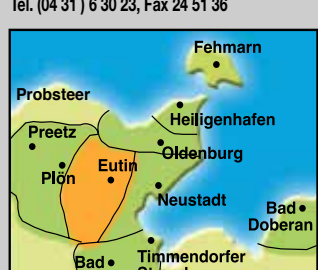 Tel. (04 31 ) 6 30 23, Fax 24 51 36
Fehmarn
Probsteer
Heiligenhafen
Preetz
Oldenburg
Plön
Eutin
Neustadt
Bad
Doberan
Timmendorfer
Bad